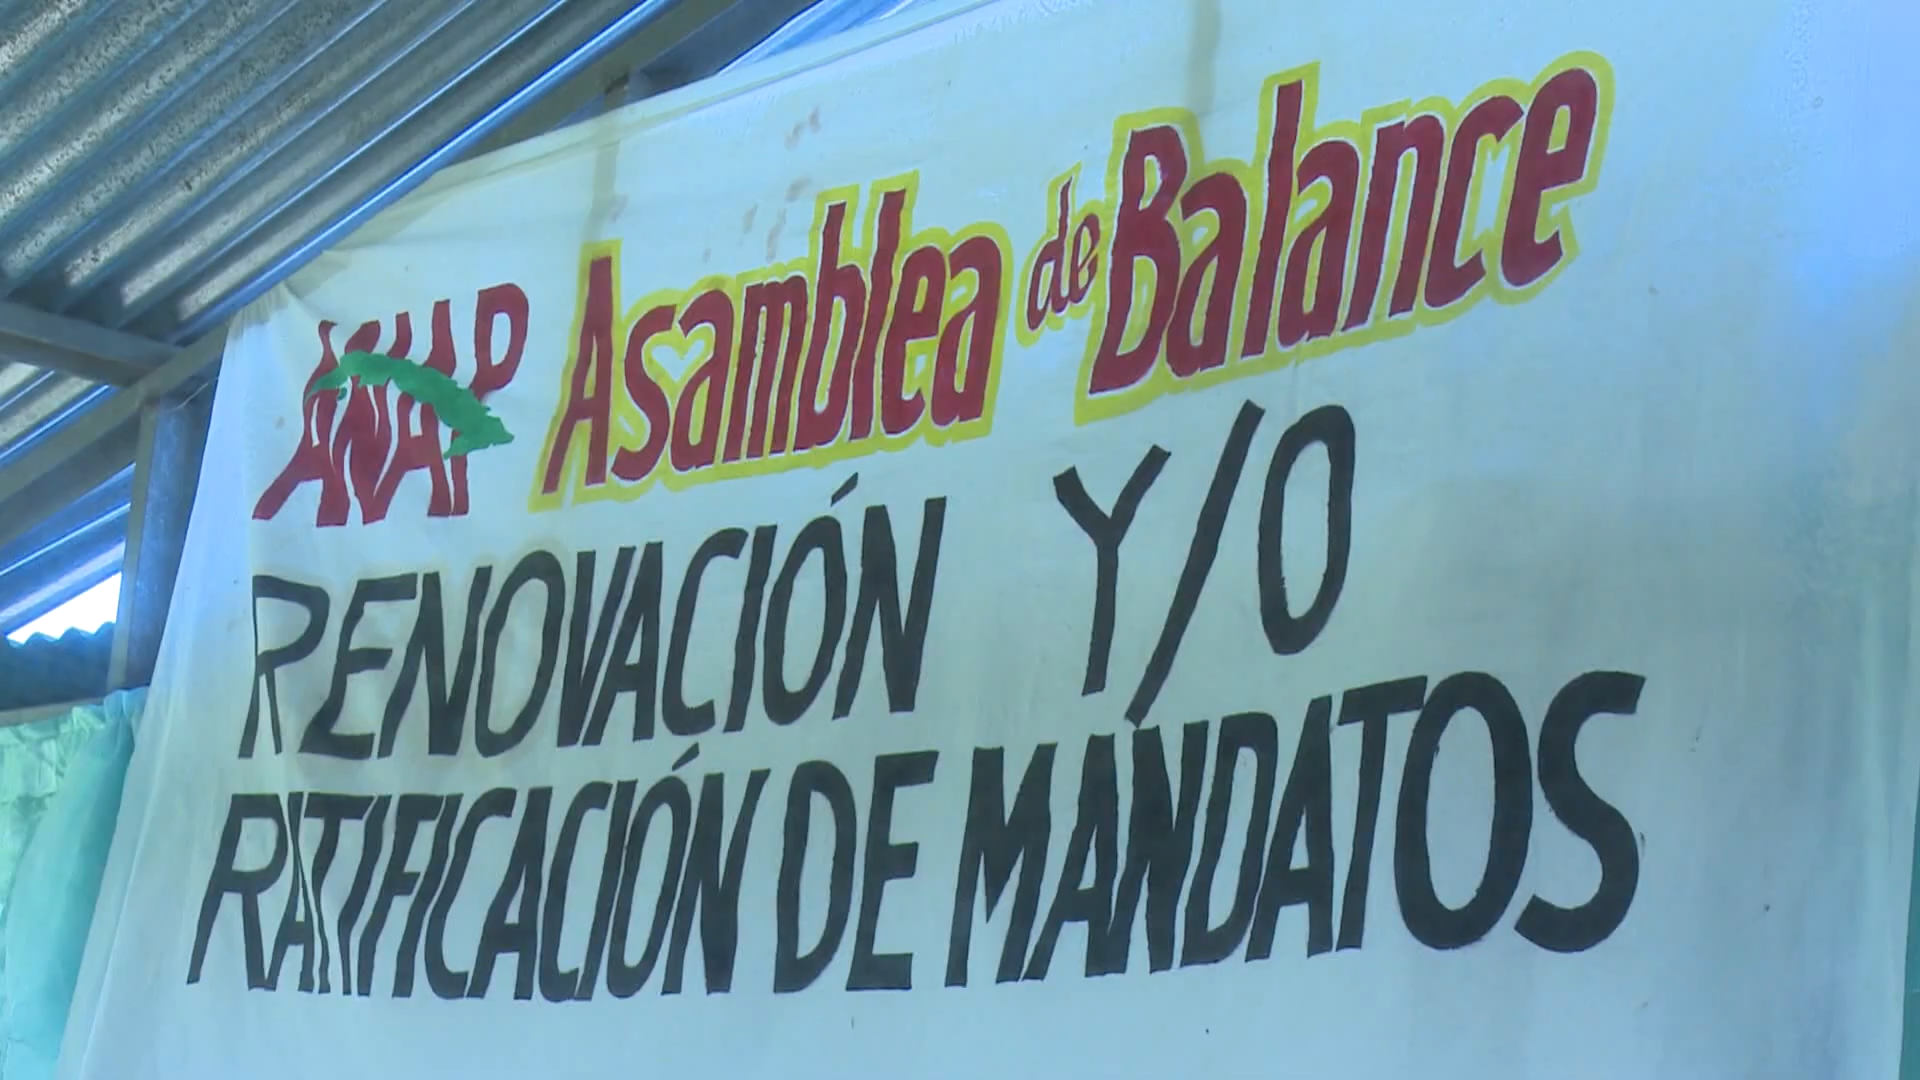 ANAP Asamblea de Balance
RENOVACIÓN Y/O
RATIFICACIÓN DE MANDATOS